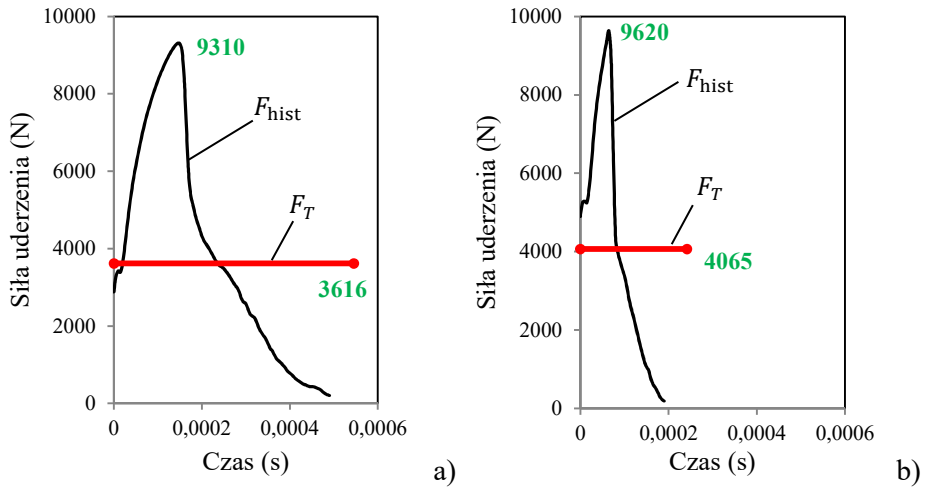 Siła uderzenia (N)
10000
8000
6000
4000
2000
0
9310
F_hist
F_T
3616
0 0,0002 0,0004 0,0006
Czas (s)
a)
Siła uderzenia (N)
10000
8000
6000
4000
2000
0
9620
F_hist
F_T
4065
0 0,0002 0,0004 0,0006
Czas (s)
b)